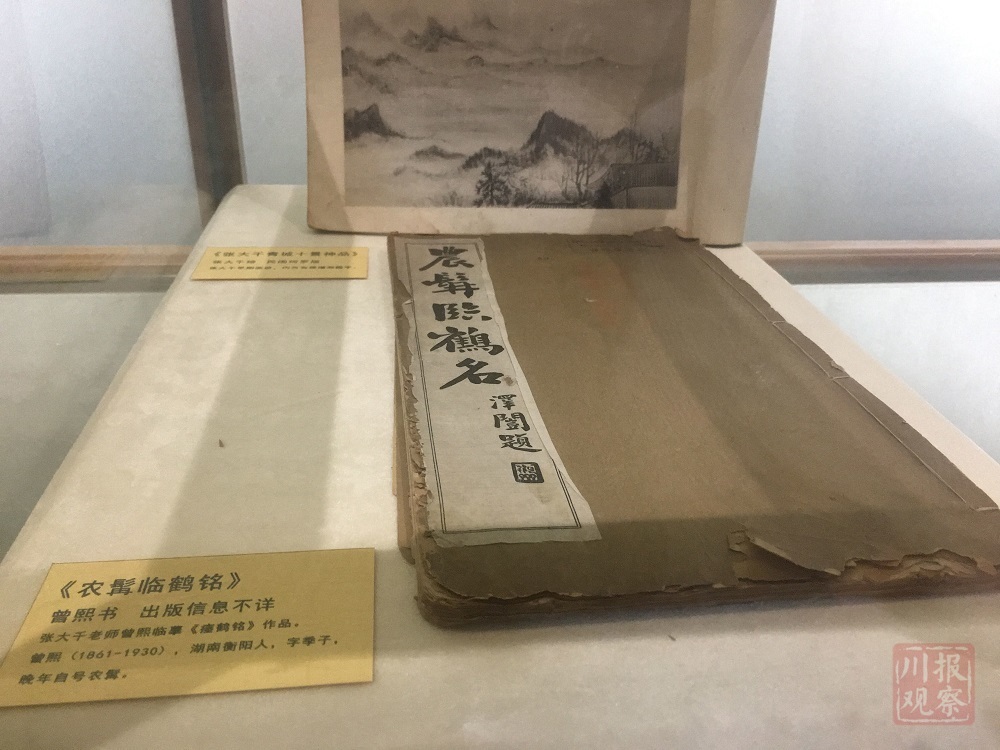 《张大千青城十景神品》
農髯臨鶴名
澤闓題
《农髯临鹤铭》
曾熙书 出版信息不详
张大千老师曾熙临摹《瘗鹤铭》作品。
曾熙（1861-1930），湖南衡阳人，字季子，
晚年自号农髯。
川报
观察